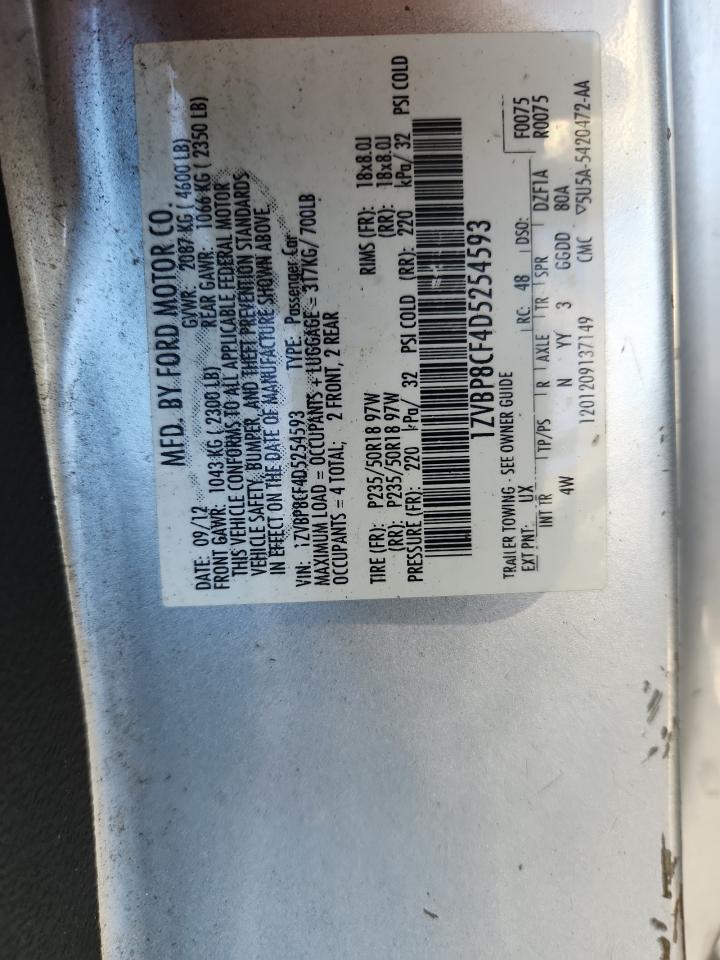 MFD. BY FORD MOTOR CO.
DATE: 09/12 GVWR: 2087 KG ( 4600 LB)
FRONT GAWR: 1043 KG ( 2300 LB) REAR GAWR: 1066 KG ( 2350 LB)
THIS VEHICLE CONFORMS TO ALL APPLICABLE FEDERAL MOTOR
VEHICLE SAFETY, BUMPER, AND THEFT PREVENTION STANDARDS
IN EFFECT ON THE DATE OF MANUFACTURE SHOWN ABOVE.
VIN: 1ZVBP8CF4D5254593 TYPE: Passenger Car
MAXIMUM LOAD = OCCUPANTS + LUGGAGE = 317KG/ 700LB
OCCUPANTS = 4 TOTAL; 2 FRONT, 2 REAR
TIRE (FR): P235/50R18 97W RIMS (FR): 18x8.0J
(RR): P235/50R18 97W (RR): 18x8.0J
PRESSURE (FR): 220 kPa/ 32 PSI COLD (RR): 220 kPa/ 32 PSI COLD
1ZVBP8CF4D5254593
TRAILER TOWING - SEE OWNER GUIDE F0075
EXT PNT: UX RC: 48 DSO: R0075
INT TR TP/PS R AXLE TR SPR DZF1A
4W N YY 3 GGDD 80A
1201209137149 CMC ▽5U5A-5420472-AA